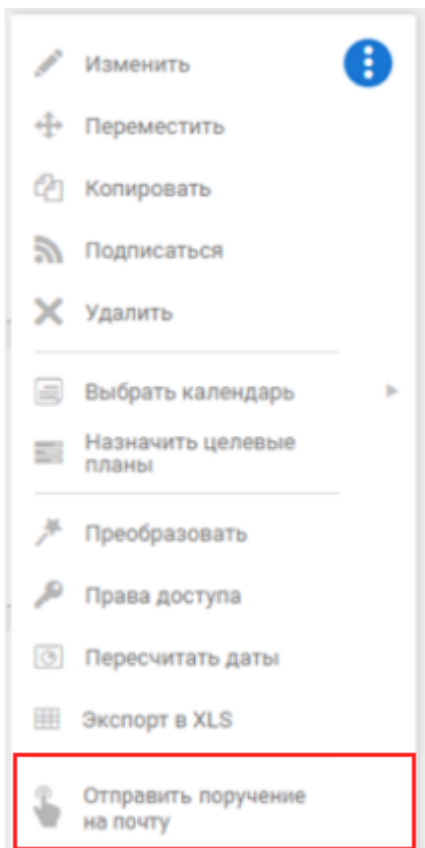 Изменить
Переместить
Копировать
Подписаться
Удалить
Выбрать календарь
Назначить целевые
планы
Преобразовать
Права доступа
Пересчитать даты
Экспорт в XLS
Отправить поручение
на почту